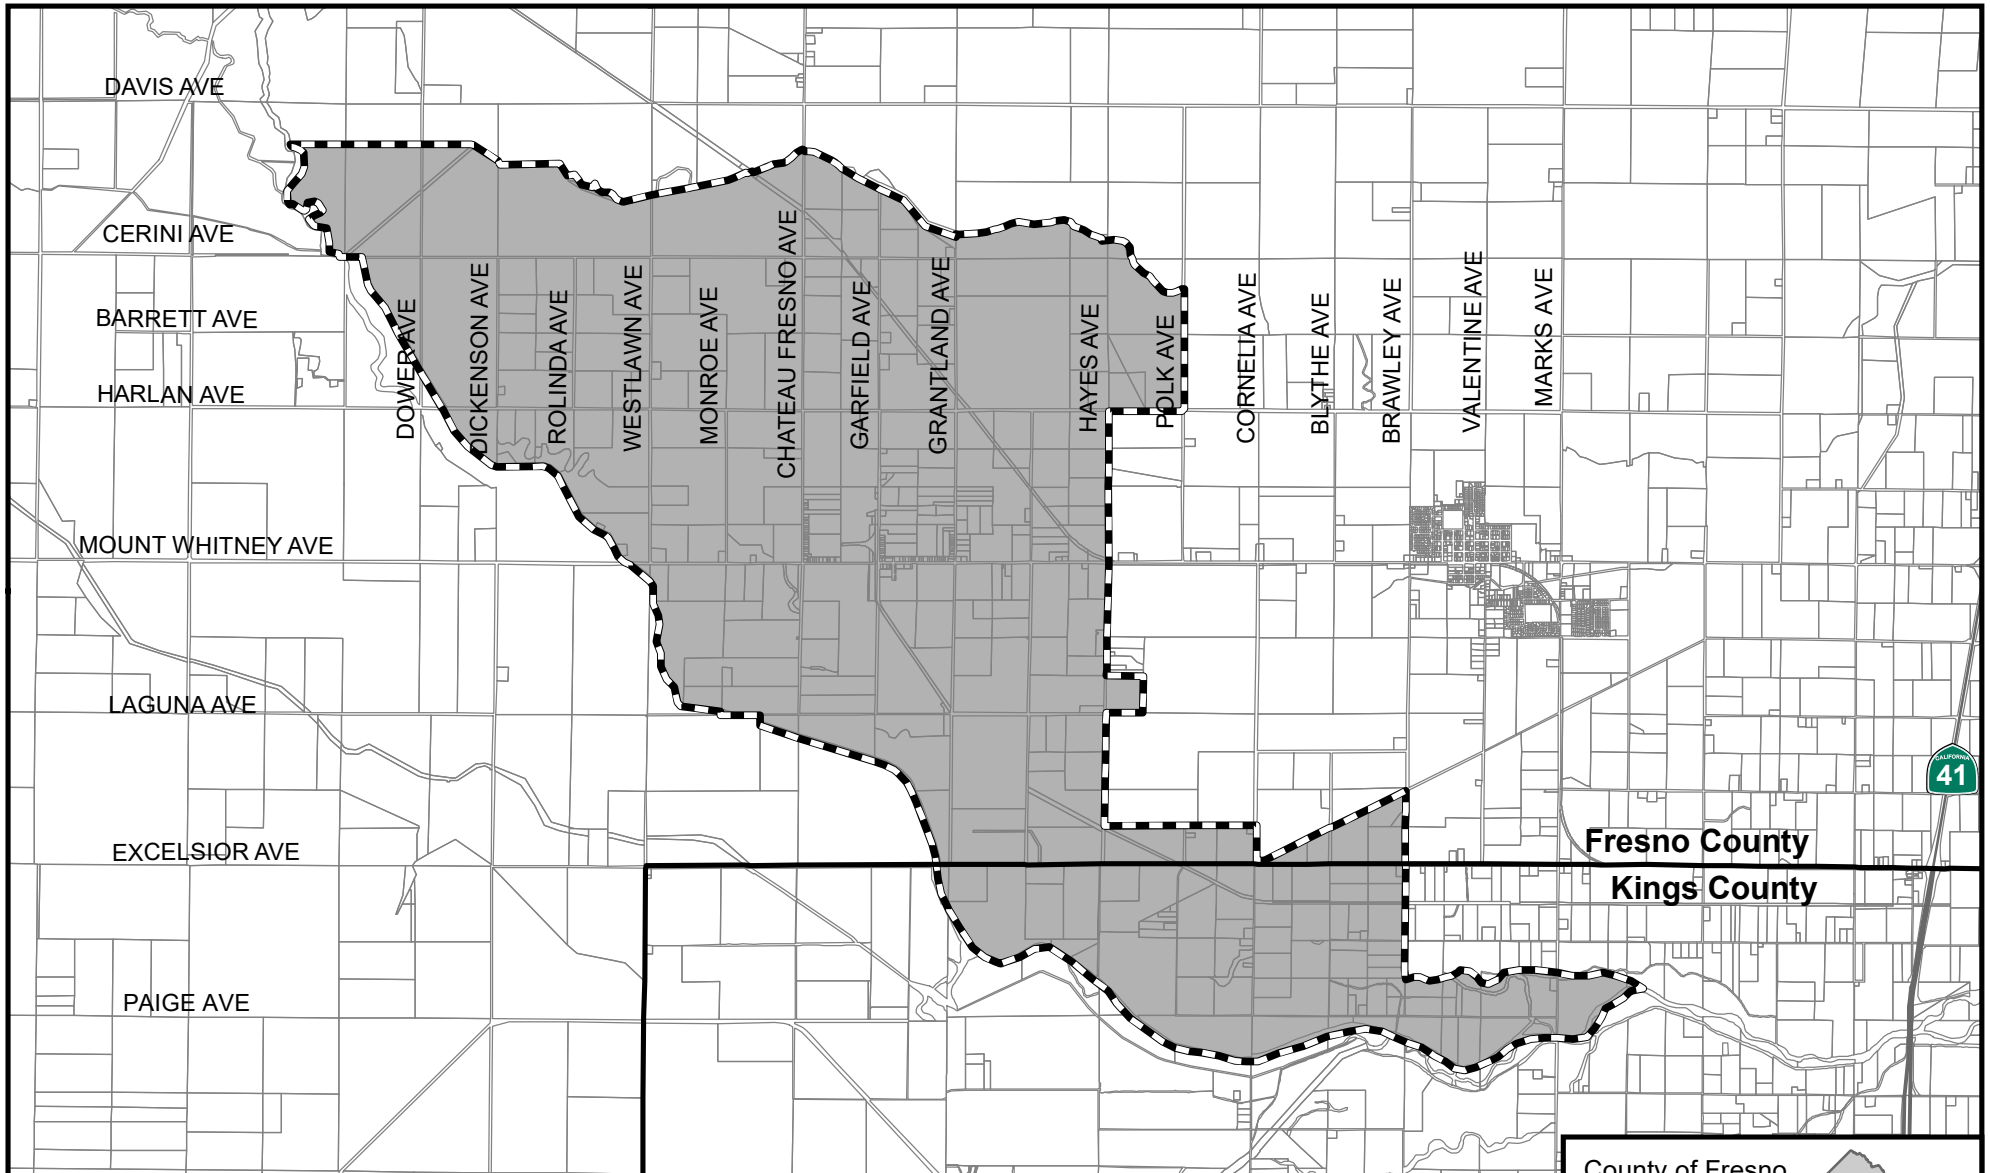 DAVIS AVE
CERINI AVE
BARRETT AVE
HARLAN AVE
MOUNT WHITNEY AVE
LAGUNA AVE
EXCELSIOR AVE
PAIGE AVE
DOWER AVE
DICKENSON AVE
ROLINDA AVE
WESTLAWN AVE
MONROE AVE
CHATEAU FRESNO AVE
GARFIELD AVE
GRANTLAND AVE
HAYES AVE
POLK AVE
CORNELIA AVE
BLYTHE AVE
BRAWLEY AVE
VALENTINE AVE
MARKS AVE
CALIFORNIA
41
Fresno County
Kings County
County of Fresno